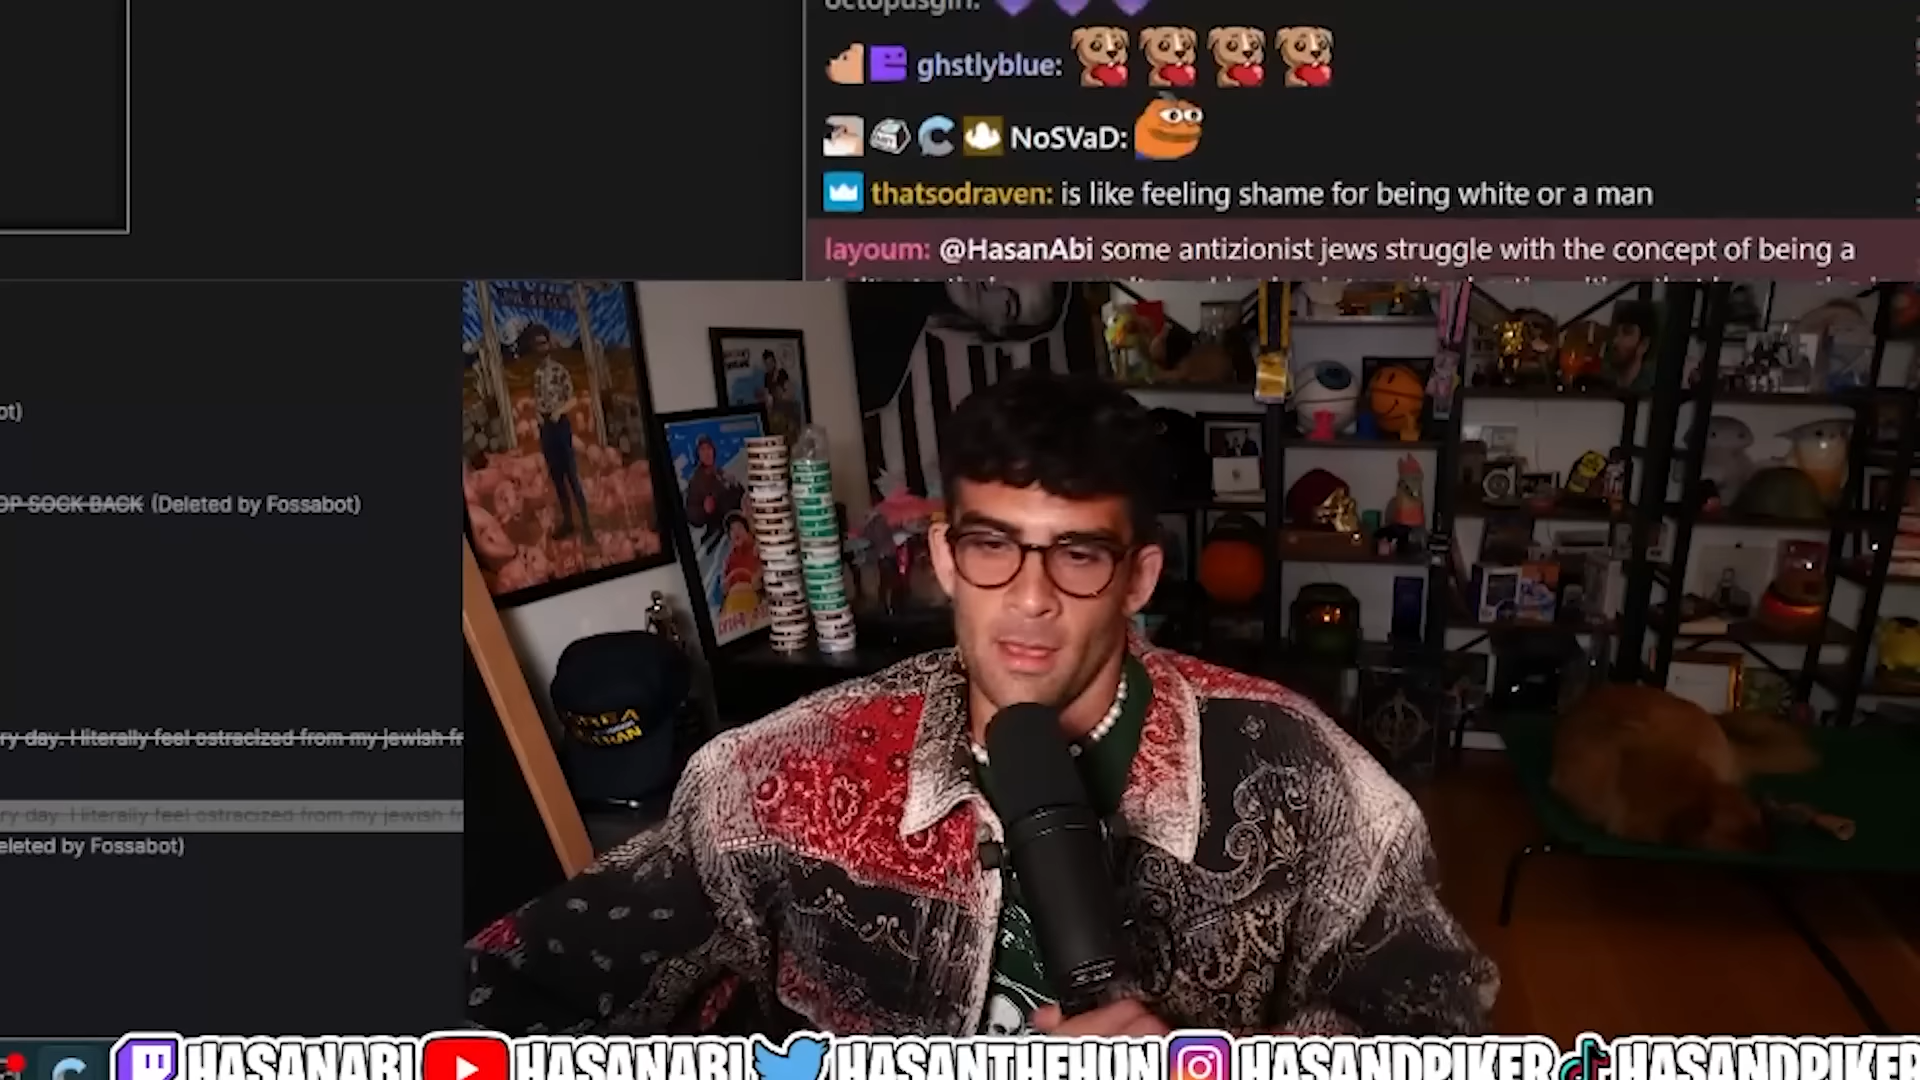 octopusgirl:
ghstlyblue:
NoSVaD:
thatsodraven: is like feeling shame for being white or a man
layoum: @HasanAbi some antizionist jews struggle with the concept of being a
ot)
OP SOCK BACK (Deleted by Fossabot)
ry day. I literally feel ostracized from my jewish fr
ry day. I literally feel ostracized from my jewish fr
eleted by Fossabot)
HASANABI HASANABI HASANTHEHUN HASANDPIKER HASANDPIKER